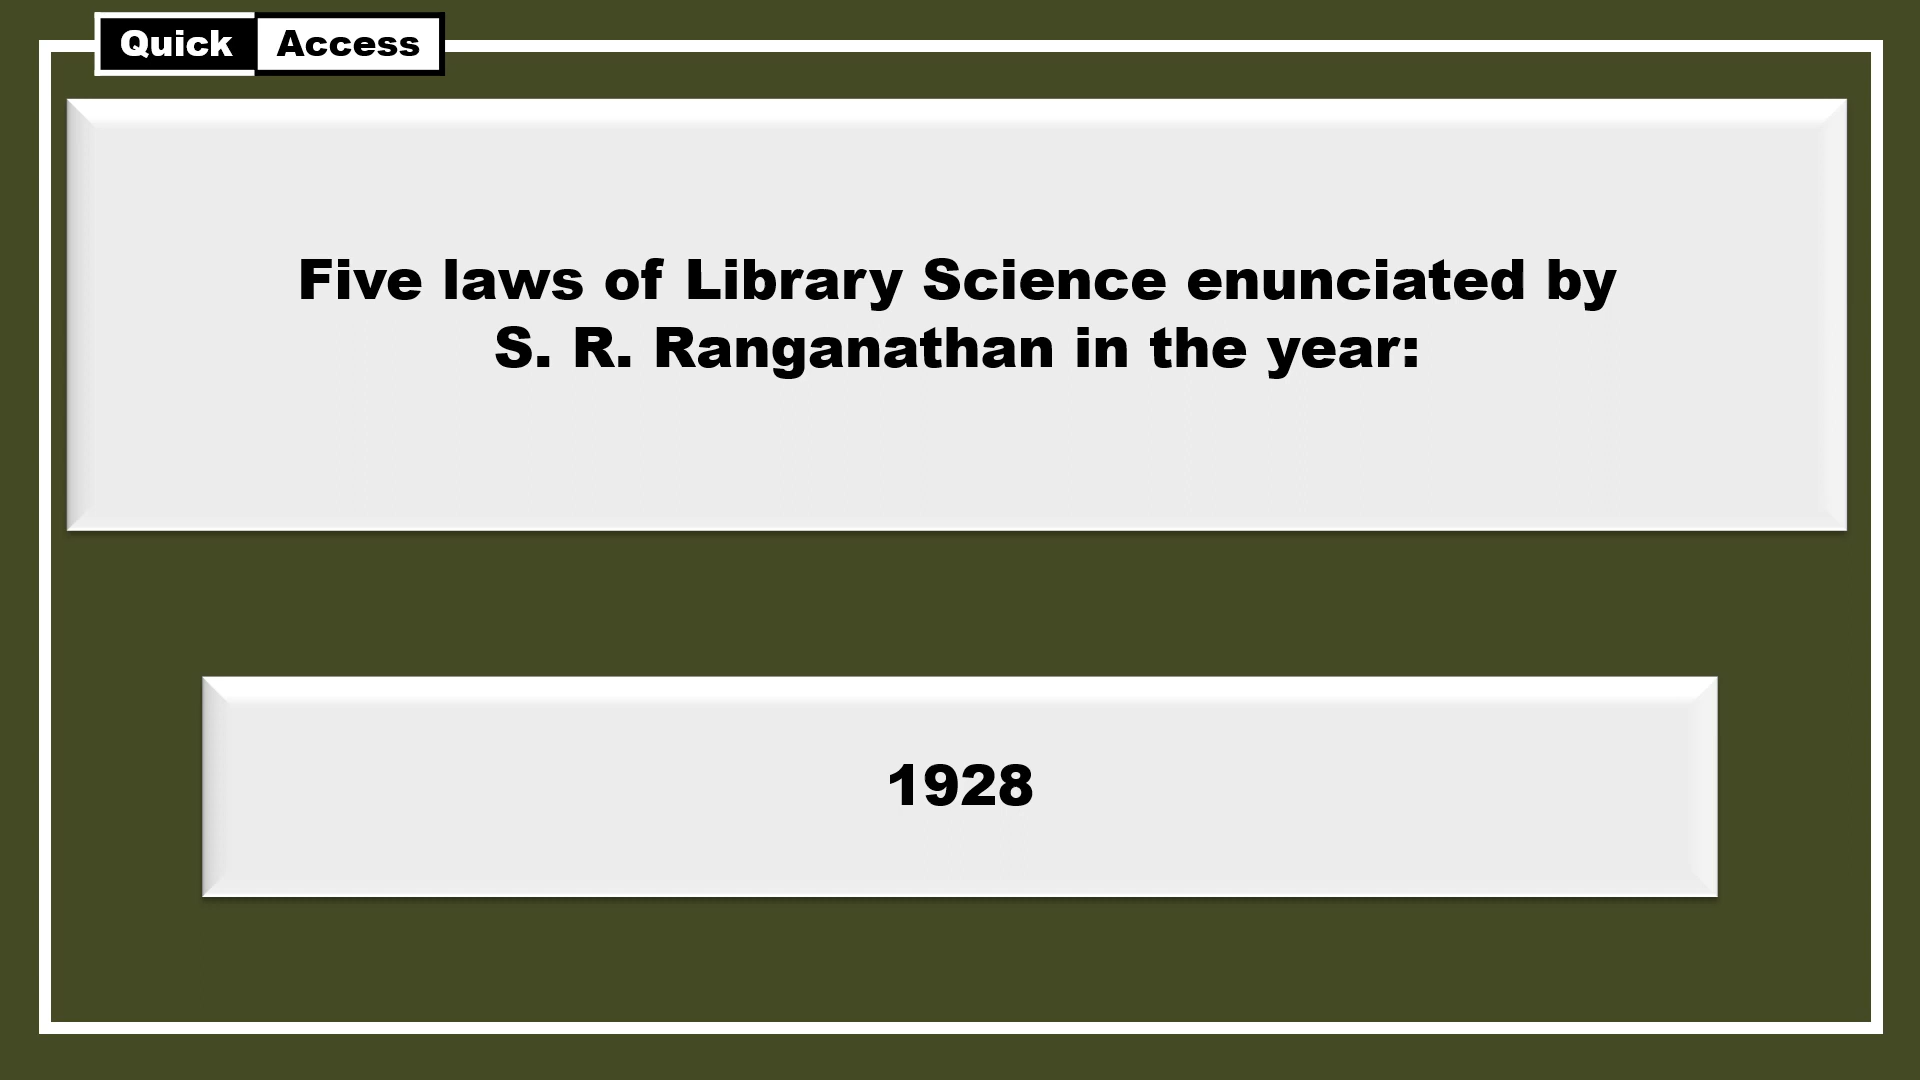 Quick Access
Five laws of Library Science enunciated by
S. R. Ranganathan in the year:
1928